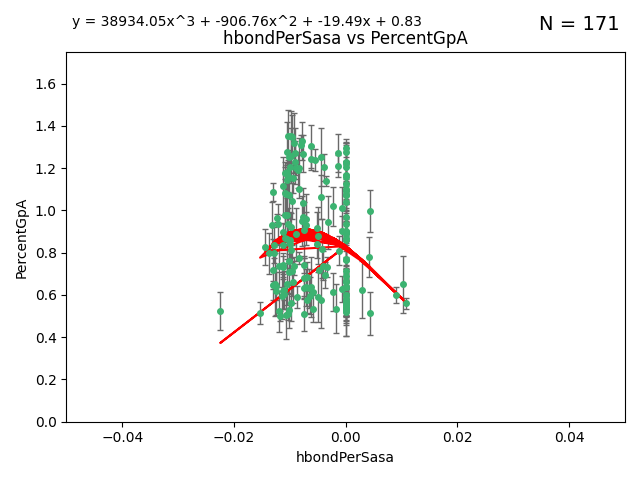 y = 38934.05x^3 + -906.76x^2 + -19.49x + 0.83
N = 171
hbondPerSasa vs PercentGpA
1.6
1.4
1.2
1.0
0.8
0.6
0.4
0.2
0.0
PercentGpA
−0.04 −0.02 0.00 0.02 0.04
hbondPerSasa